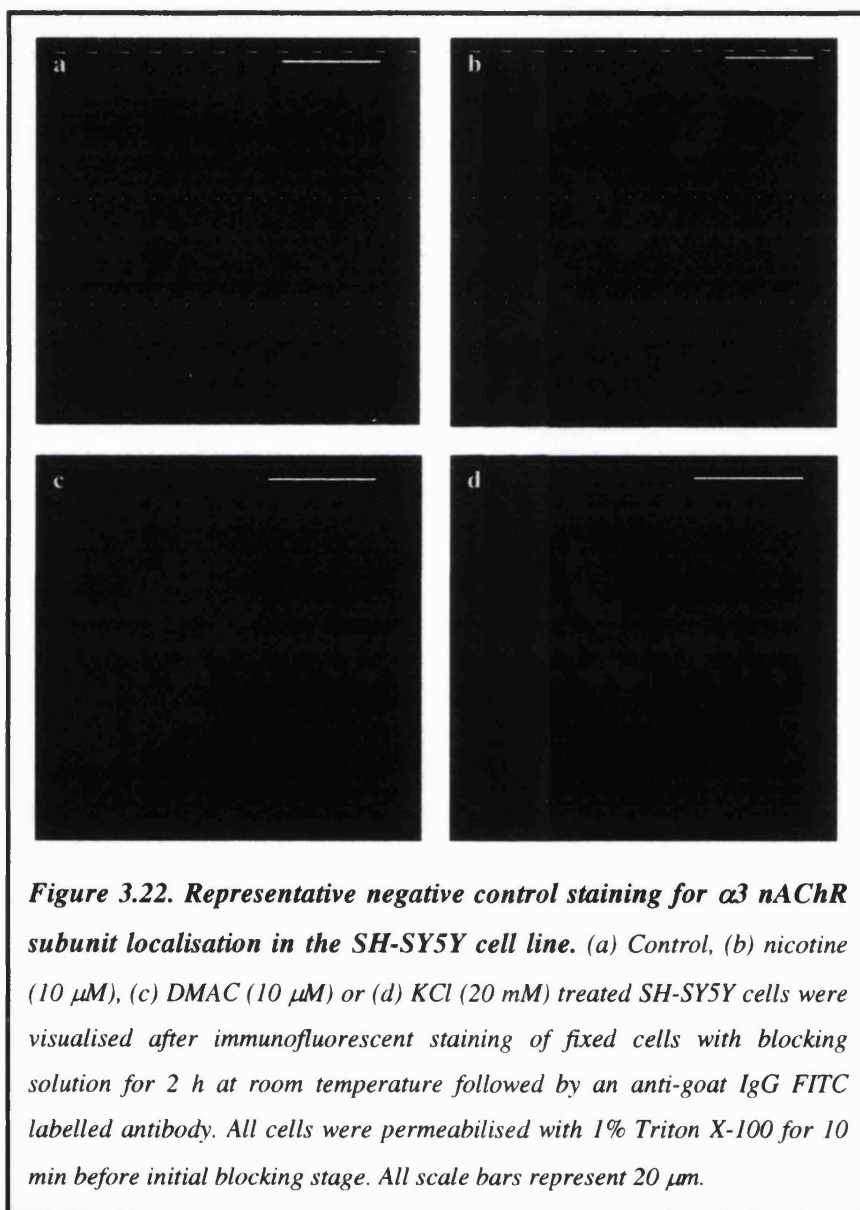 a
b
c
d
Figure 3.22. Representative negative control staining for α3 nAChR
subunit localisation in the SH-SY5Y cell line. (a) Control, (b) nicotine
(10 μM), (c) DMAC (10 μM) or (d) KCl (20 mM) treated SH-SY5Y cells were
visualised after immunofluorescent staining of fixed cells with blocking
solution for 2 h at room temperature followed by an anti-goat IgG FITC
labelled antibody. All cells were permeabilised with 1% Triton X-100 for 10
min before initial blocking stage. All scale bars represent 20 μm.